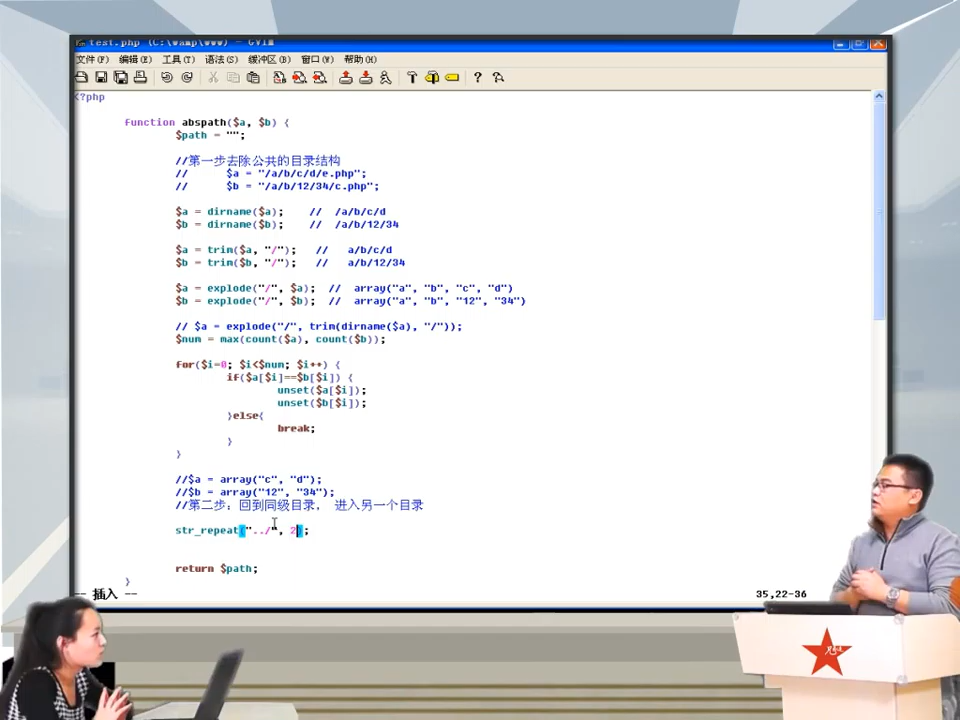 test.php (C:\wamp\www) - GVIM
文件(F) 编辑(E) 工具(T) 语法(S) 缓冲区(B) 窗口(W) 帮助(H)
<?php
function abspath($a, $b) {
$path = "";
//第一步去除公共的目录结构
// $a = "/a/b/c/d/e.php";
// $b = "/a/b/12/34/c.php";
$a = dirname($a); // /a/b/c/d
$b = dirname($b); // /a/b/12/34
$a = trim($a, "/"); // a/b/c/d
$b = trim($b, "/"); // a/b/12/34
$a = explode("/", $a); // array("a", "b", "c", "d")
$b = explode("/", $b); // array("a", "b", "12", "34")
// $a = explode("/", trim(dirname($a), "/"));
$num = max(count($a), count($b));
for($i=0; $i<$num; $i++) {
if($a[$i]==$b[$i]) {
unset($a[$i]);
unset($b[$i]);
}else{
break;
}
}
//$a = array("c", "d");
//$b = array("12", "34");
//第二步：回到同级目录， 进入另一个目录
str_repeat("../", 2);
return $path;
}
-- 插入 --
35,22-36